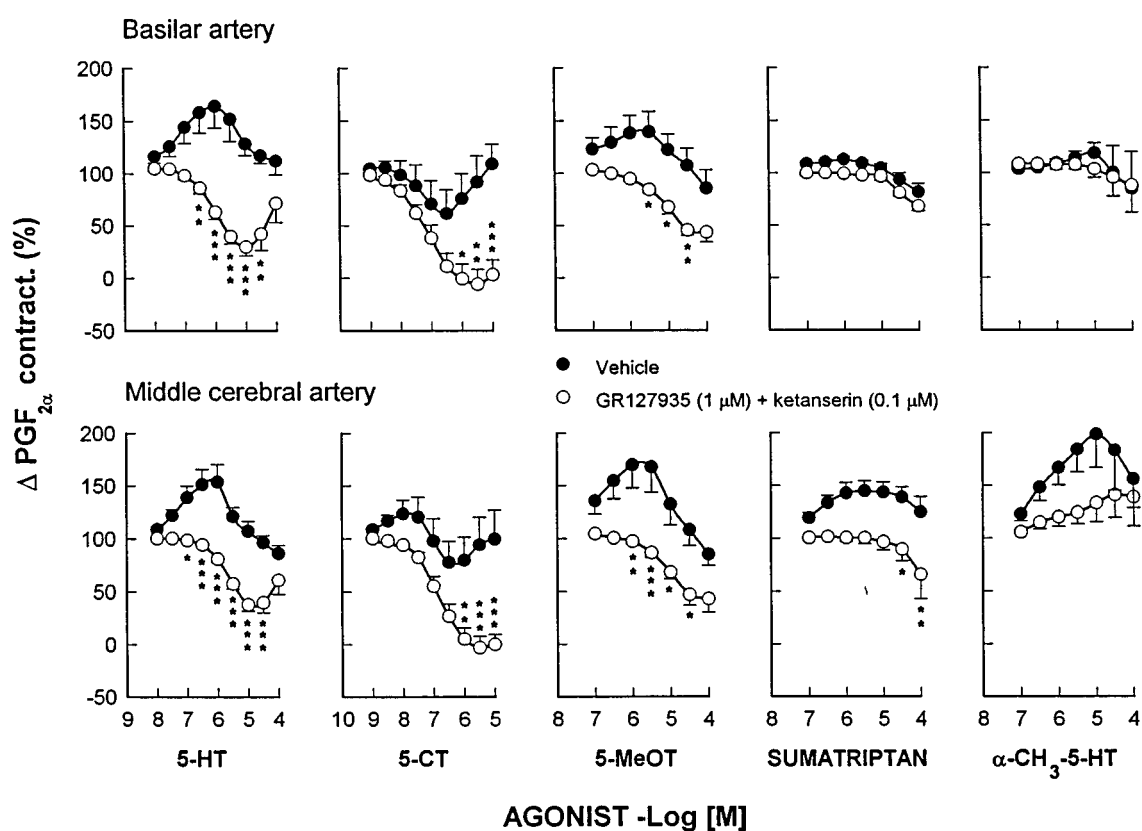 Basilar artery
200
150
100
50
0
-50
Δ PGF2α contract. (%)
Vehicle
GR127935 (1 μM) + ketanserin (0.1 μM)
Middle cerebral artery
200
150
100
50
0
-50
9 8 7 6 5 4
10 9 8 7 6 5
8 7 6 5 4
8 7 6 5 4
8 7 6 5 4
5-HT
5-CT
5-MeOT
SUMATRIPTAN
α-CH3-5-HT
AGONIST -Log [M]